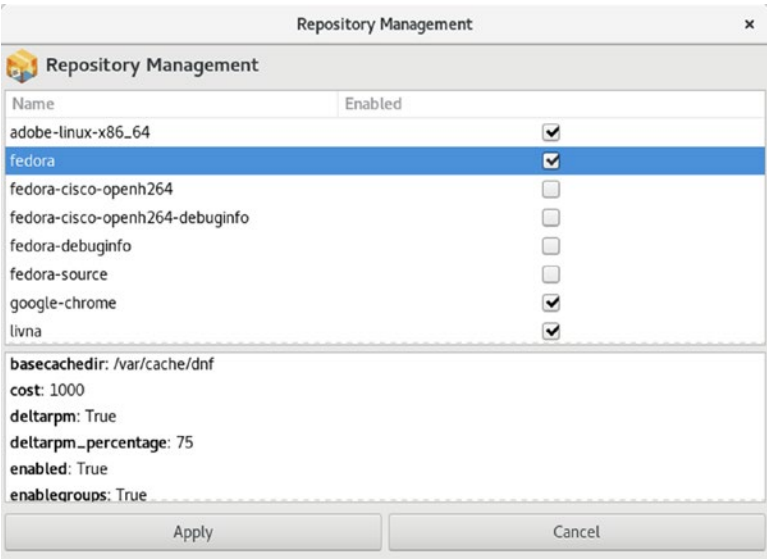 Repository Management
Repository Management
Name Enabled
adobe-linux-x86_64
fedora
fedora-cisco-openh264
fedora-cisco-openh264-debuginfo
fedora-debuginfo
fedora-source
google-chrome
livna
basecachedir: /var/cache/dnf
cost: 1000
deltarpm: True
deltarpm_percentage: 75
enabled: True
enablegroups: True
Apply Cancel